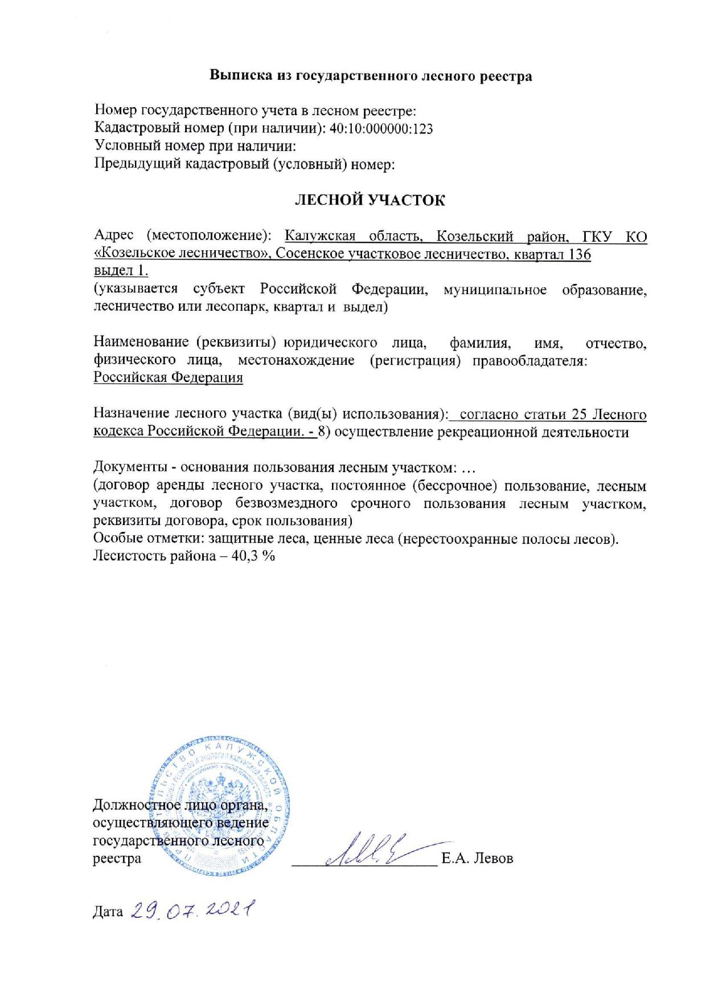 Выписка из государственного лесного реестра
Номер государственного учета в лесном реестре:
Кадастровый номер (при наличии): 40:10:000000:123
Условный номер при наличии:
Предыдущий кадастровый (условный) номер:
ЛЕСНОЙ УЧАСТОК
Адрес (местоположение): Калужская область, Козельский район, ГКУ КО
«Козельское лесничество», Сосенское участковое лесничество, квартал 136
выдел 1.
(указывается субъект Российской Федерации, муниципальное образование,
лесничество или лесопарк, квартал и выдел)
Наименование (реквизиты) юридического лица, фамилия, имя, отчество,
физического лица, местонахождение (регистрация) правообладателя:
Российская Федерация
Назначение лесного участка (вид(ы) использования): согласно статьи 25 Лесного
кодекса Российской Федерации. - 8) осуществление рекреационной деятельности
Документы - основания пользования лесным участком: …
(договор аренды лесного участка, постоянное (бессрочное) пользование, лесным
участком, договор безвозмездного срочного пользования лесным участком,
реквизиты договора, срок пользования)
Особые отметки: защитные леса, ценные леса (нерестоохранные полосы лесов).
Лесистость района – 40,3 %
КАЛУЖСКОЙ ОБЛАСТИ
Должностное лицо органа,
осуществляющего ведение
государственного лесного
реестра Е.А. Левов
Дата 29.07.2021